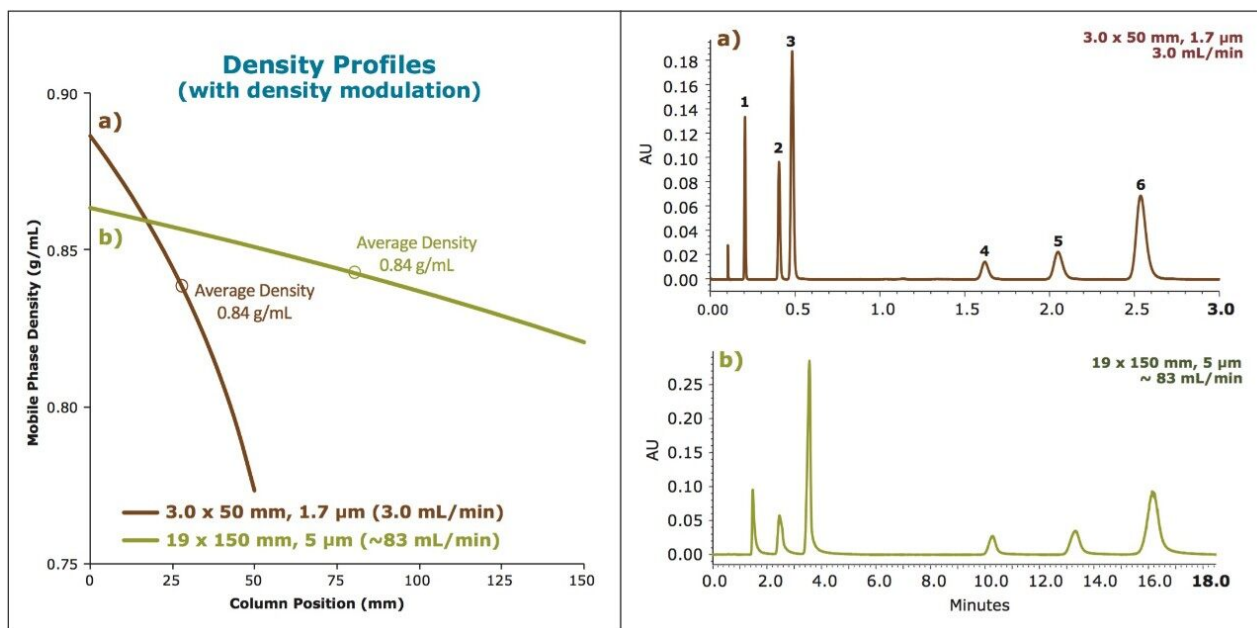 Density Profiles
(with density modulation)
Mobile Phase Density (g/mL)
0.90
0.85
0.80
0.75
a)
b)
Average Density
0.84 g/mL
Average Density
0.84 g/mL
3.0 x 50 mm, 1.7 µm (3.0 mL/min)
19 x 150 mm, 5 µm (~83 mL/min)
0 25 50 75 100 125 150
Column Position (mm)
a)
3.0 x 50 mm, 1.7 µm
3.0 mL/min
AU
0.18
0.16
0.14
0.12
0.10
0.08
0.06
0.04
0.02
0.00
1 2 3 4 5 6
0.00 0.5 1.0 1.5 2.0 2.5 3.0
b)
19 x 150 mm, 5 µm
~ 83 mL/min
AU
0.25
0.20
0.15
0.10
0.05
0.00
0.0 2.0 4.0 6.0 8.0 10.0 12.0 14.0 16.0 18.0
Minutes